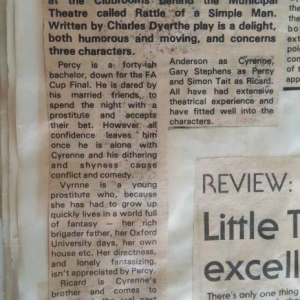 at the Clubrooms behind the Municipal
Theatre called Rattle of a Simple Man.
Written by Charles Dyerthe play is a delight,
both humorous and moving, and concerns
three characters.
Percy is a forty-ish
bachelor, down for the FA
Cup Final. He is dared by
his married friends, to
spend the night with a
prostitute and accepts
their bet. However all
confidence leaves him
once he is alone with
Cyrenne and his dithering
and shyness cause
conflict and comedy.
Vyrnne is a young
prostitute who, because
she has had to grow up
quickly lives in a world full
of fantasy — her rich
brigadier father, her Oxford
University days, her own
house etc. Her directness,
and lonely fantasizing,
isn't appreciated by Percy.
Ricard is Cyrenne's
brother and comes to
Anderson as Cyrenne,
Gary Stephens as Percy
and Simon Tait as Ricard.
All have had extensive
theatrical experience and
have fitted well into the
characters.
REVIEW:
Little T
excell
There's only one thing